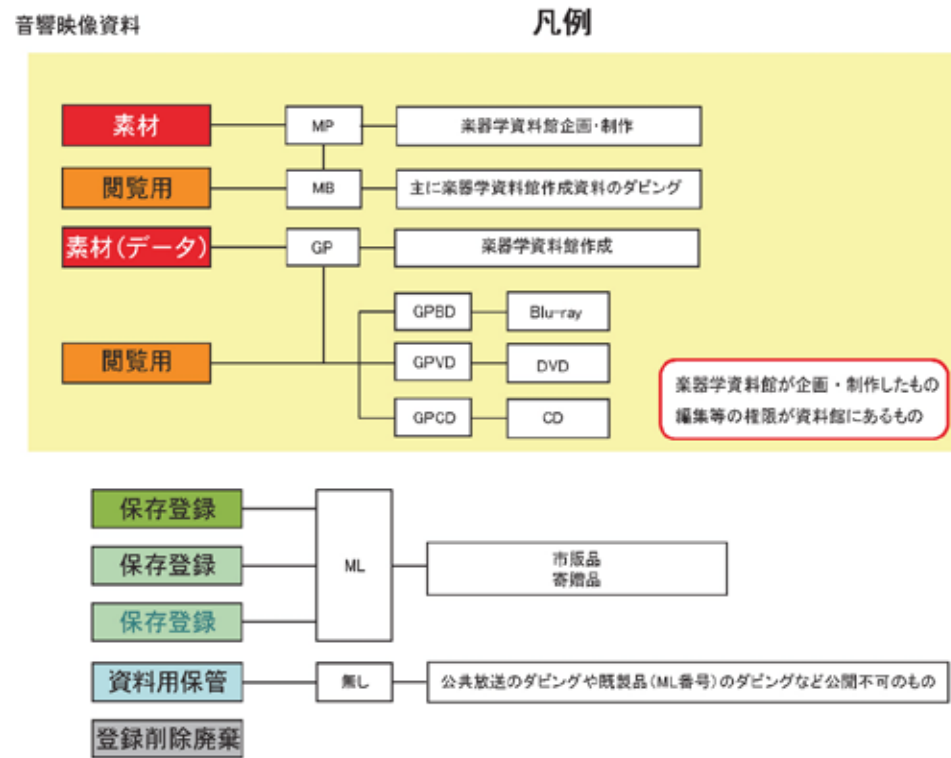 音響映像資料
凡例
素材
MP
楽器学資料館企画・制作
閲覧用
MB
主に楽器学資料館作成資料のダビング
素材(データ)
GP
楽器学資料館作成
GPBD
Blu-ray
閲覧用
GPVD
DVD
GPCD
CD
楽器学資料館が企画・制作したもの
編集等の権限が資料館にあるもの
保存登録
保存登録
保存登録
ML
市販品
寄贈品
資料用保管
無し
公共放送のダビングや既製品(ML番号)のダビングなど公開不可のもの
登録削除廃棄